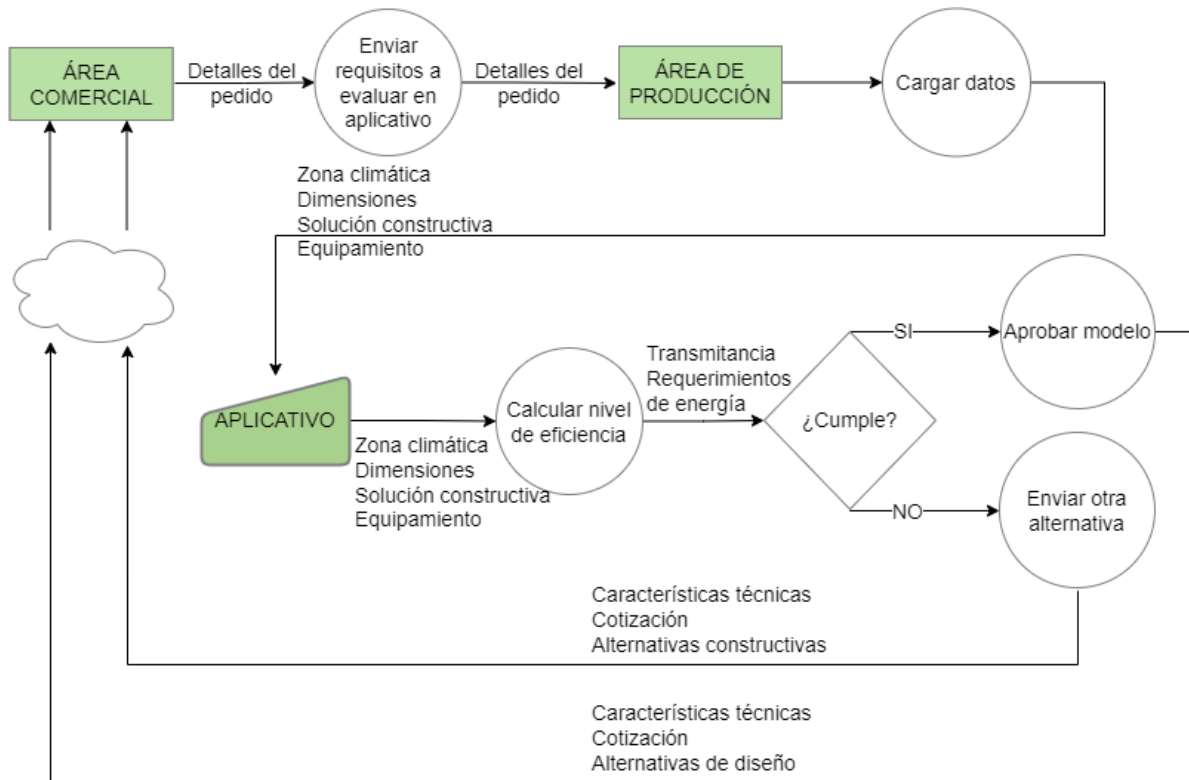 ÁREA
COMERCIAL
Detalles del
pedido
Enviar
requisitos a
evaluar en
aplicativo
Detalles del
pedido
ÁREA DE
PRODUCCIÓN
Cargar datos
Zona climática
Dimensiones
Solución constructiva
Equipamiento
APLICATIVO
Zona climática
Dimensiones
Solución constructiva
Equipamiento
Calcular nivel
de eficiencia
Transmitancia
Requerimientos
de energía
¿Cumple?
SI
Aprobar modelo
NO
Enviar otra
alternativa
Características técnicas
Cotización
Alternativas constructivas
Características técnicas
Cotización
Alternativas de diseño